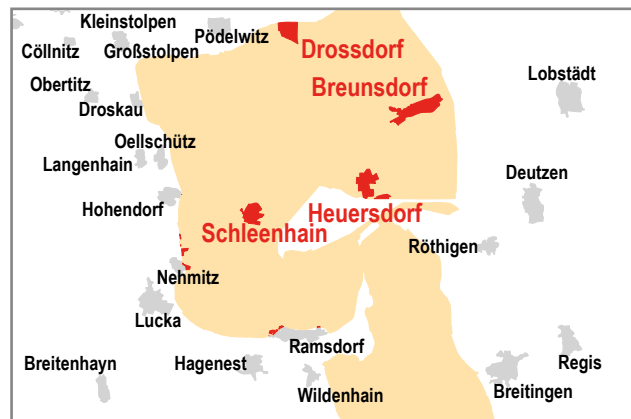 Kleinstolpen
Pödelwitz
Cöllnitz
Großstolpen
Drossdorf
Lobstädt
Obertitz
Breunsdorf
Droskau
Oellschütz
Langenhain
Deutzen
Hohendorf
Heuersdorf
Schleenhain
Röthigen
Nehmitz
Lucka
Ramsdorf
Breitenhayn
Hagenest
Regis
Wildenhain
Breitingen